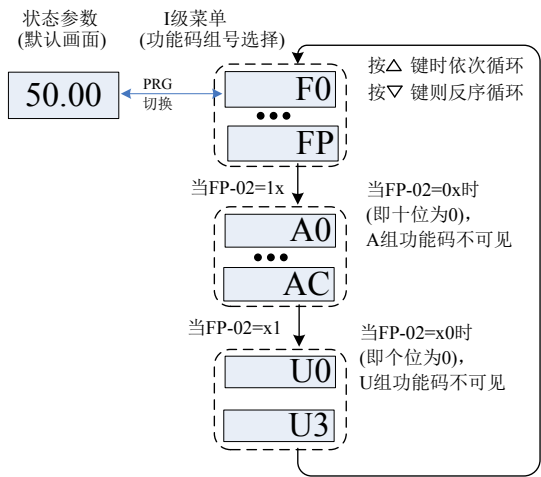 状态参数
(默认画面)
I级菜单
(功能码组号选择)
50.00
PRG
切换
F0
•••
FP
按△ 键时依次循环
按▽ 键则反序循环
当FP-02=1x
A0
•••
AC
当FP-02=0x时
(即十位为0),
A组功能码不可见
当FP-02=x1
U0
U3
当FP-02=x0时
(即个位为0),
U组功能码不可见